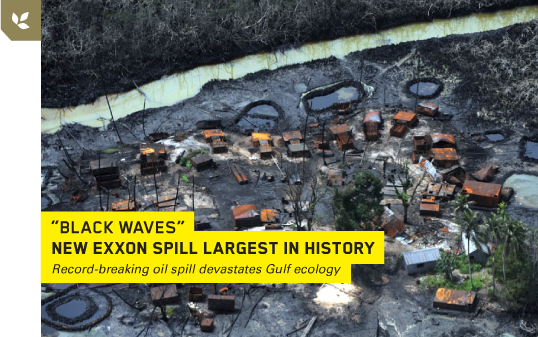 "BLACK WAVES"
NEW EXXON SPILL LARGEST IN HISTORY
Record-breaking oil spill devastates Gulf ecology